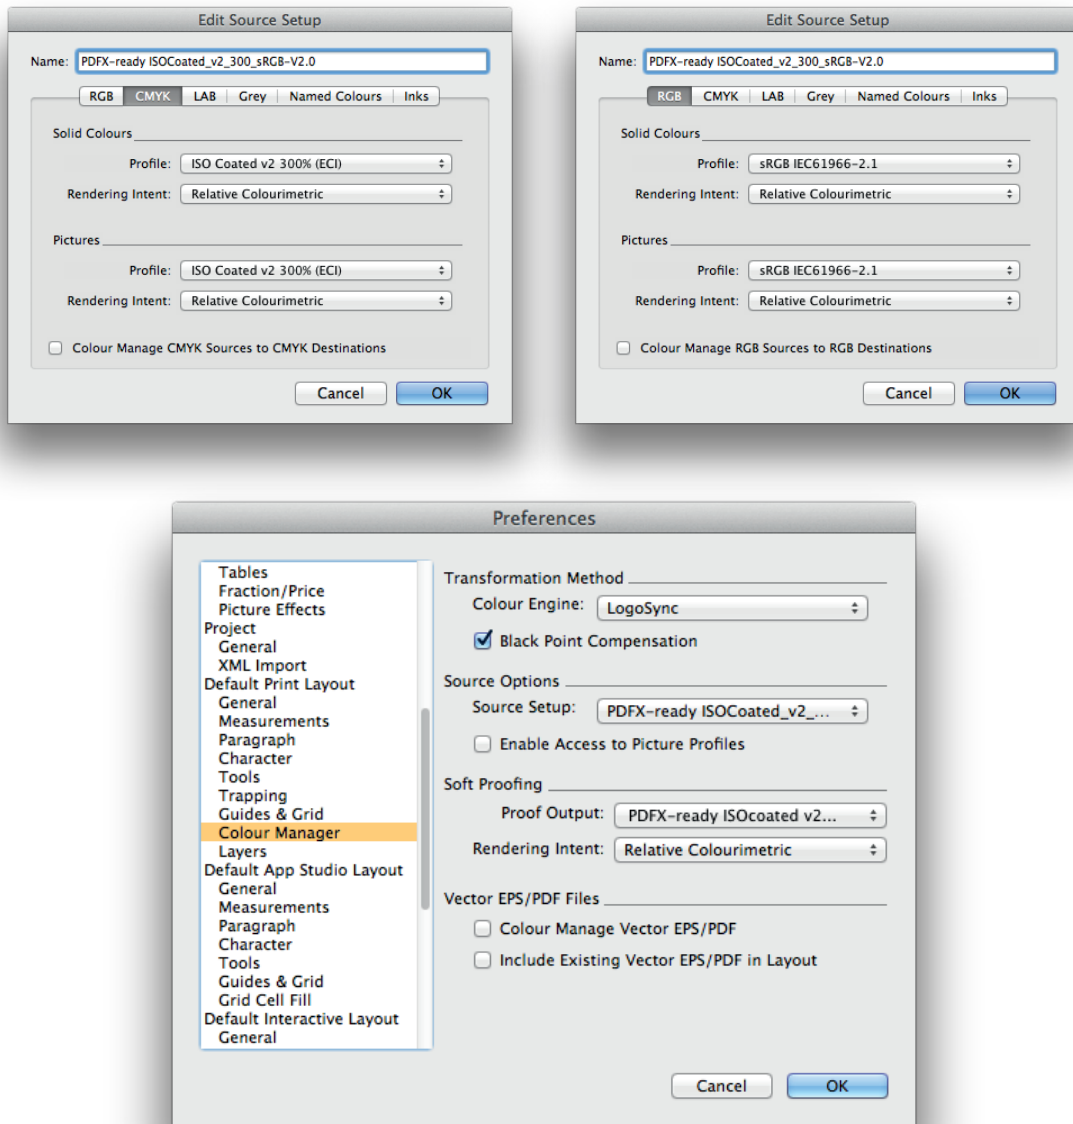 Edit Source Setup
Name: PDFX-ready ISOCoated_v2_300_sRGB-V2.0
RGB CMYK LAB Grey Named Colours Inks
Solid Colours
Profile: ISO Coated v2 300% (ECI)
Rendering Intent: Relative Colourimetric
Pictures
Profile: ISO Coated v2 300% (ECI)
Rendering Intent: Relative Colourimetric
Colour Manage CMYK Sources to CMYK Destinations
Cancel OK
Edit Source Setup
Name: PDFX-ready ISOCoated_v2_300_sRGB-V2.0
RGB CMYK LAB Grey Named Colours Inks
Solid Colours
Profile: sRGB IEC61966-2.1
Rendering Intent: Relative Colourimetric
Pictures
Profile: sRGB IEC61966-2.1
Rendering Intent: Relative Colourimetric
Colour Manage RGB Sources to RGB Destinations
Cancel OK
Preferences
Tables
Fraction/Price
Picture Effects
Project
General
XML Import
Default Print Layout
General
Measurements
Paragraph
Character
Tools
Trapping
Guides & Grid
Colour Manager
Layers
Default App Studio Layout
General
Measurements
Paragraph
Character
Tools
Guides & Grid
Grid Cell Fill
Default Interactive Layout
General
Transformation Method
Colour Engine: LogoSync
Black Point Compensation
Source Options
Source Setup: PDFX-ready ISOCoated_v2_...
Enable Access to Picture Profiles
Soft Proofing
Proof Output: PDFX-ready ISOcoated v2...
Rendering Intent: Relative Colourimetric
Vector EPS/PDF Files
Colour Manage Vector EPS/PDF
Include Existing Vector EPS/PDF in Layout
Cancel OK